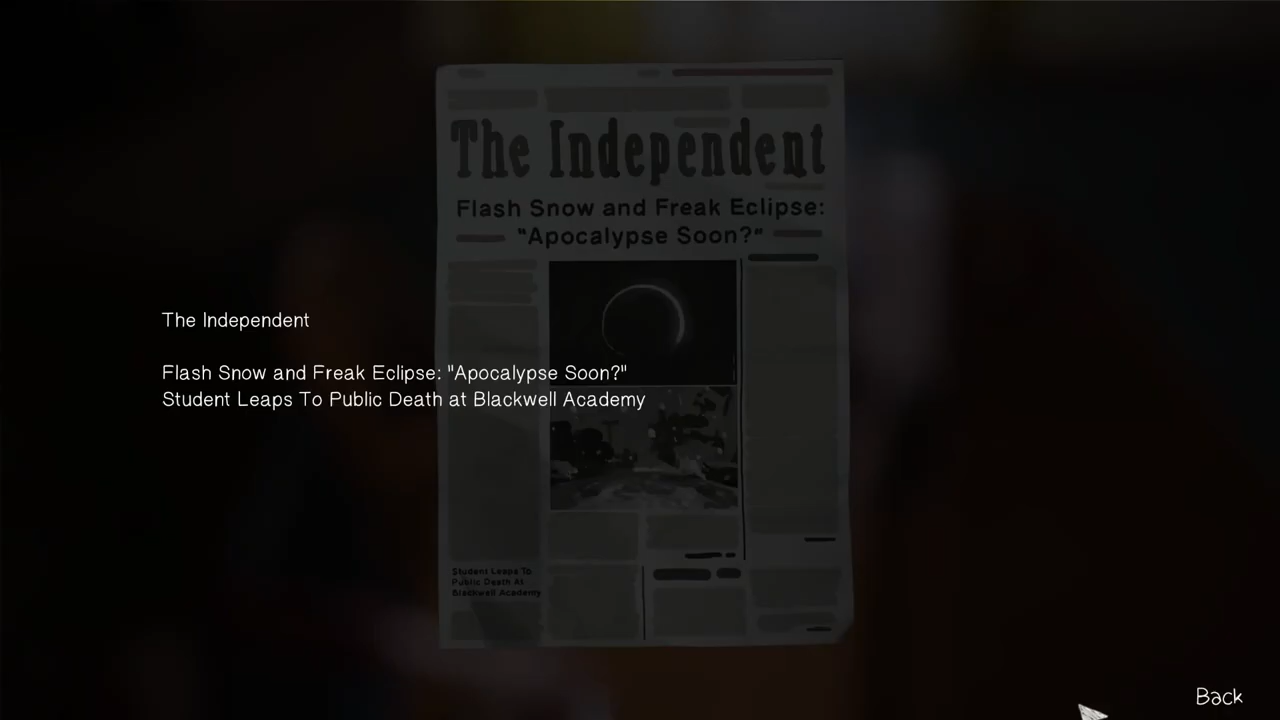 The Independent
Flash Snow and Freak Eclipse:
"Apocalypse Soon?"
The Independent
Flash Snow and Freak Eclipse: "Apocalypse Soon?"
Student Leaps To Public Death at Blackwell Academy
Student Leaps To
Public Death At
Blackwell Academy
Back